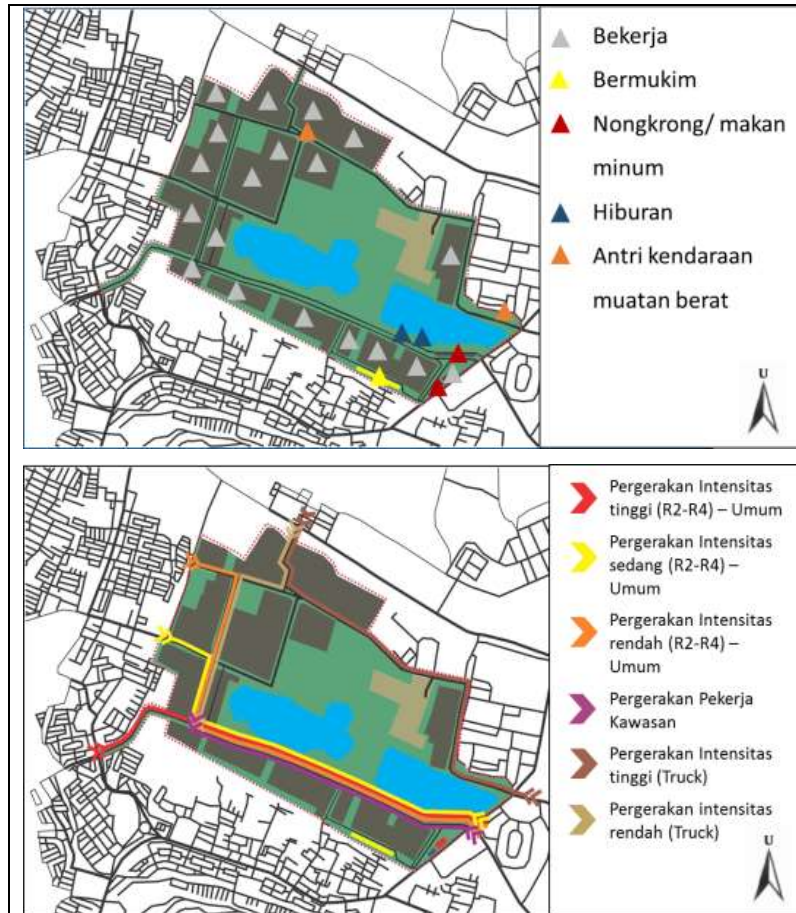 Bekerja
Bermukim
Nongkrong/ makan
minum
Hiburan
Antri kendaraan
muatan berat
U
Pergerakan Intensitas
tinggi (R2-R4) – Umum
Pergerakan Intensitas
sedang (R2-R4) –
Umum
Pergerakan Intensitas
rendah (R2-R4) –
Umum
Pergerakan Pekerja
Kawasan
Pergerakan Intensitas
tinggi (Truck)
Pergerakan intensitas
rendah (Truck)
U